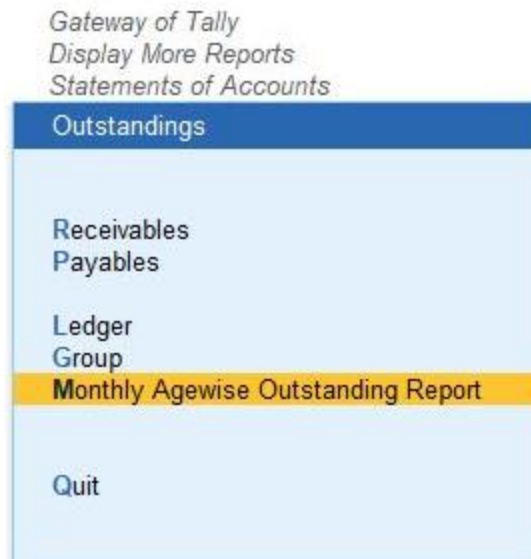 Gateway of Tally
Display More Reports
Statements of Accounts
Outstandings
Receivables
Payables
Ledger
Group
Monthly Agewise Outstanding Report
Quit